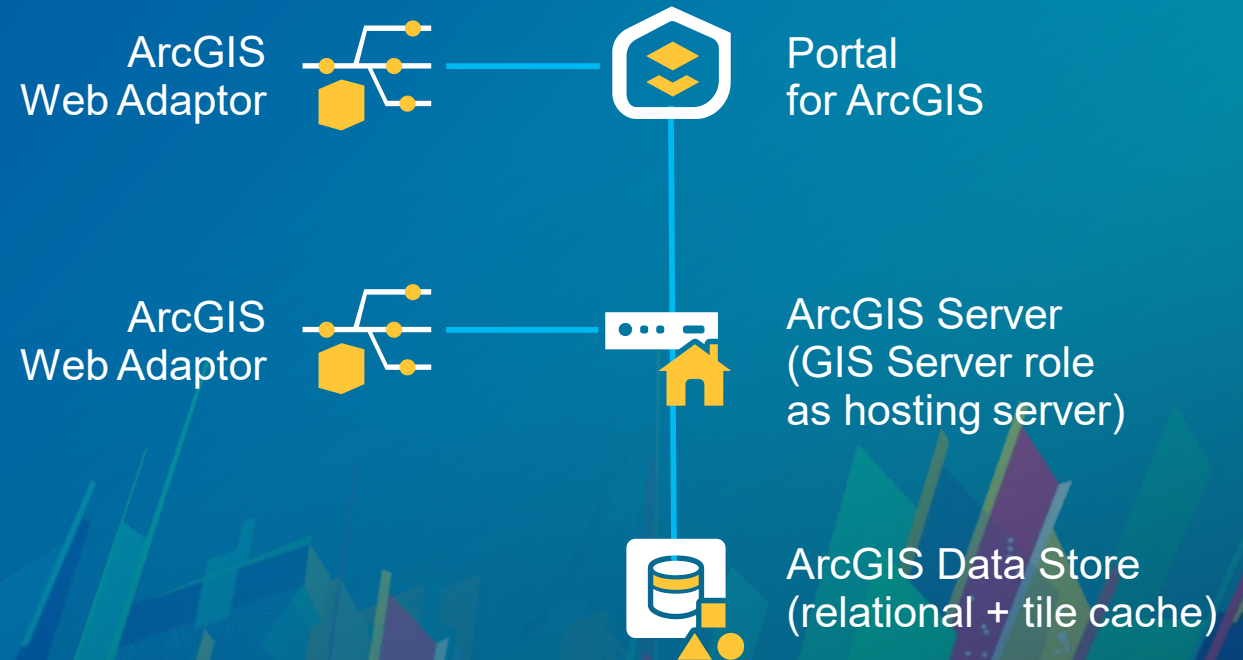 ArcGIS
Web Adaptor
Portal
for ArcGIS
ArcGIS
Web Adaptor
ArcGIS Server
(GIS Server role
as hosting server)
ArcGIS Data Store
(relational + tile cache)